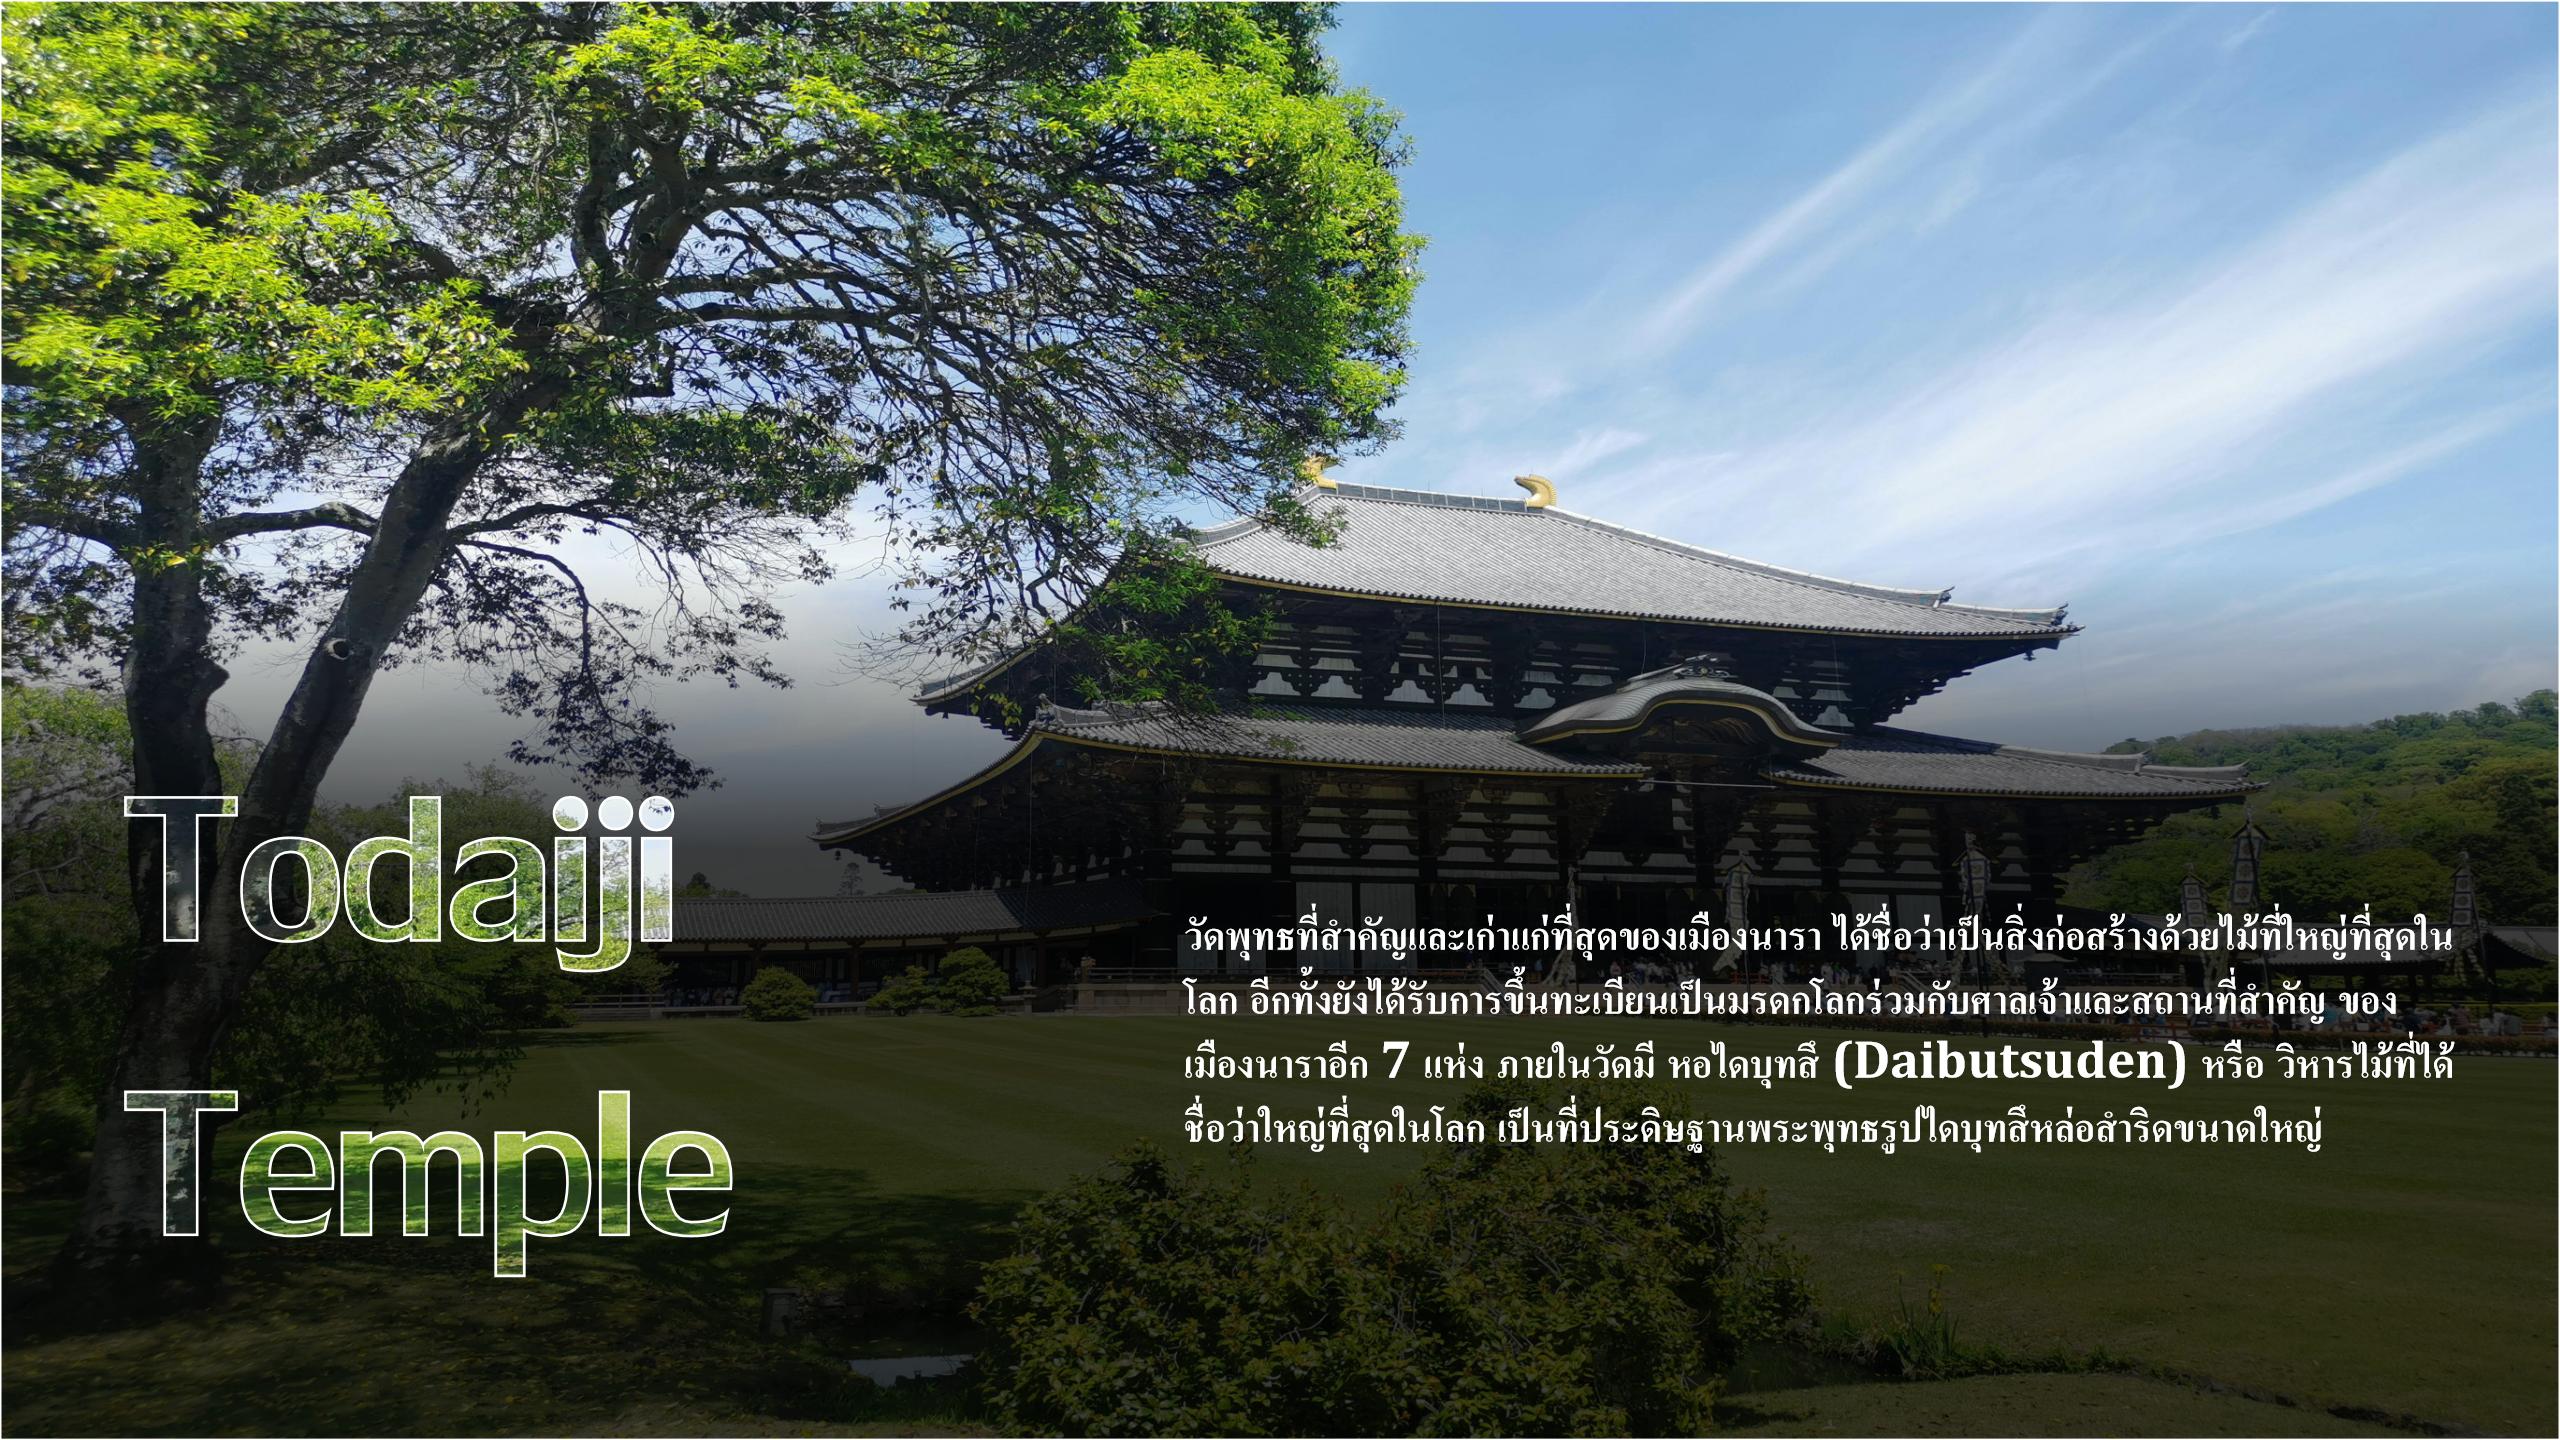 Todaiji
Temple
วัดพุทธที่สำคัญและเก่าแก่ที่สุดของเมืองนารา ได้ชื่อว่าเป็นสิ่งก่อสร้างด้วยไม้ที่ใหญ่ที่สุดใน
โลก อีกทั้งยังได้รับการขึ้นทะเบียนเป็นมรดกโลกร่วมกับศาลเจ้าและสถานที่สำคัญ ของ
เมืองนาราอีก 7 แห่ง ภายในวัดมี หอไดบุทสึ (Daibutsuden) หรือ วิหารไม้ที่ได้
ชื่อว่าใหญ่ที่สุดในโลก เป็นที่ประดิษฐานพระพุทธรูปไดบุทสึหล่อสำริดขนาดใหญ่